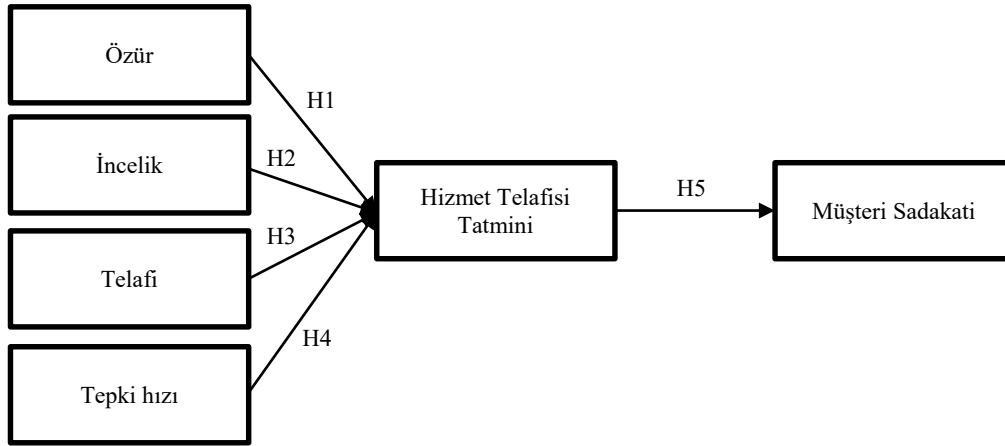 Özür
H1
İncelik
H2
Hizmet Telafisi
Tatmini
H5
Müşteri Sadakati
H3
Telafi
H4
Tepki hızı